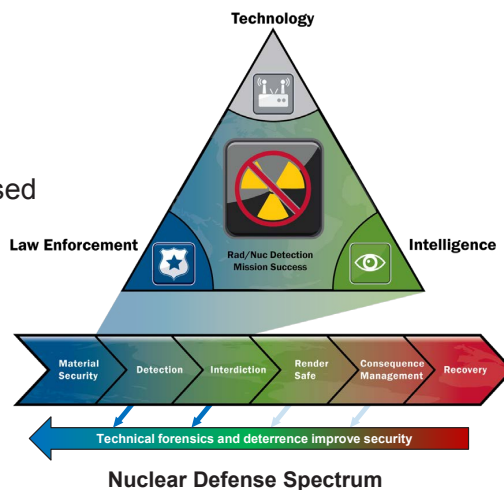 Technology
sed
Law Enforcement
Intelligence
Rad/Nuc Detection
Mission Success
Material
Security
Detection
Interdiction
Render
Safe
Consequence
Management
Recovery
Technical forensics and deterrence improve security
Nuclear Defense Spectrum